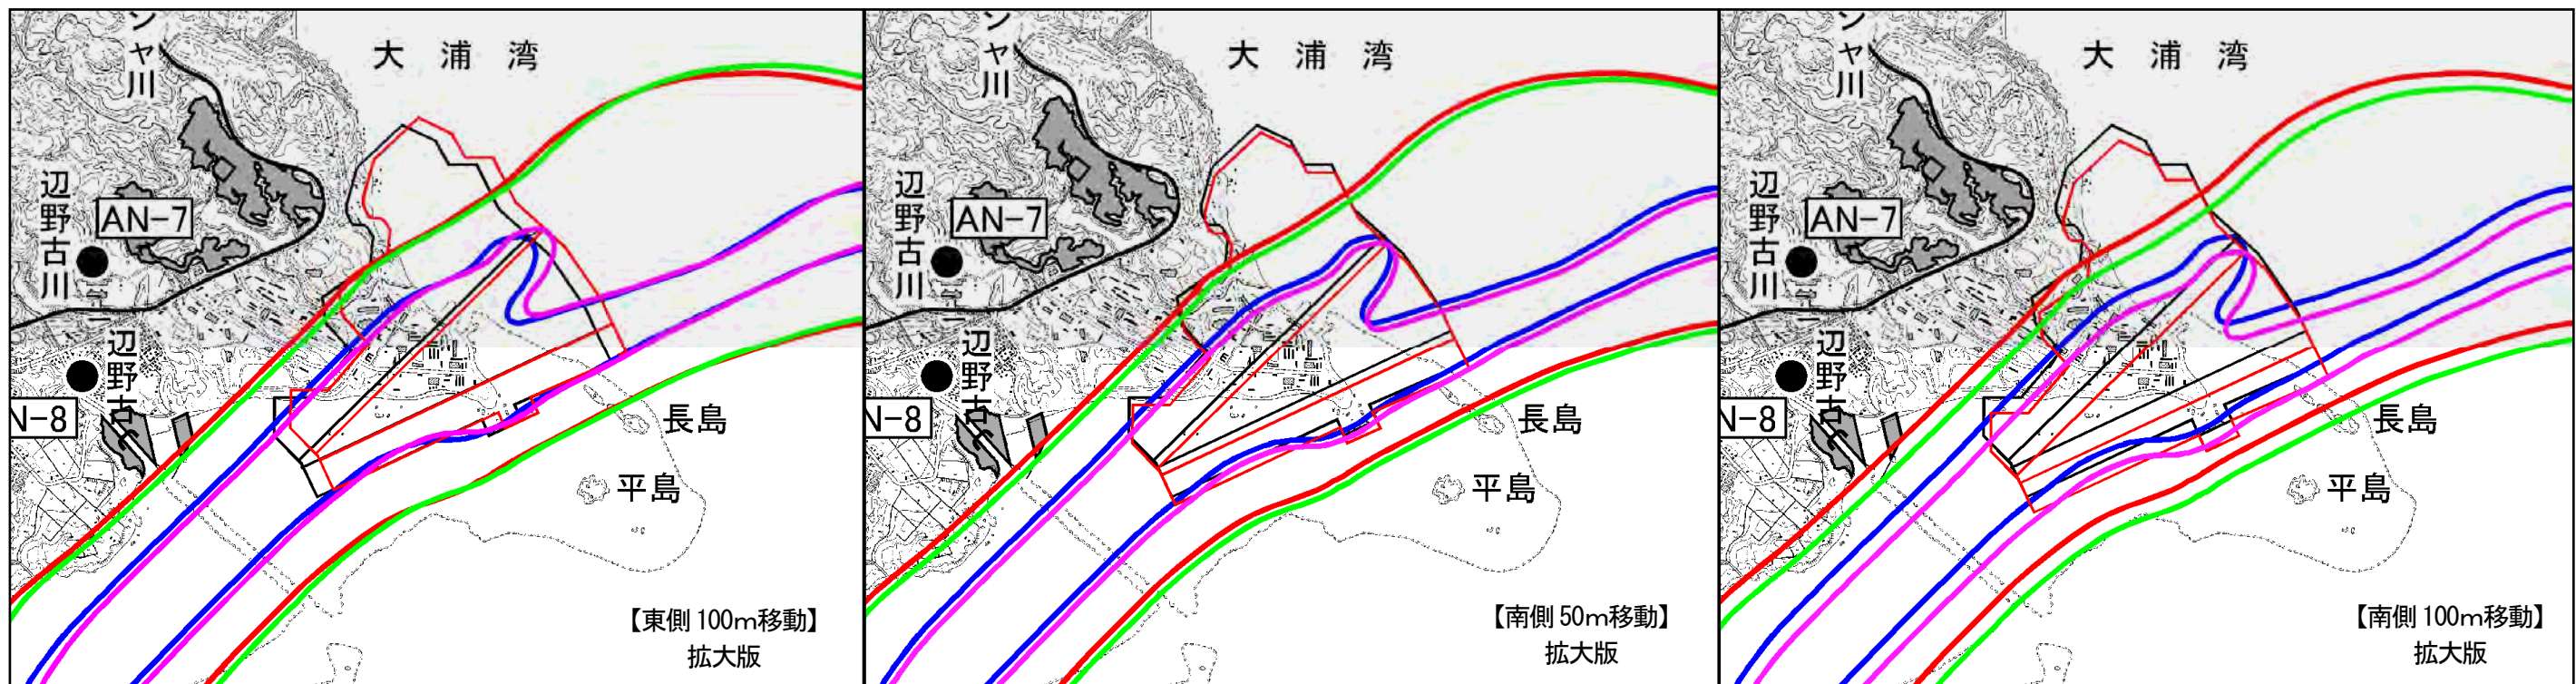 ンャ川
大浦湾
辺野古川
AN-7
辺野古
N-8
長島
平島
【東側 100m移動】
拡大版
ンャ川
大浦湾
辺野古川
AN-7
辺野古
N-8
長島
平島
【南側 50m移動】
拡大版
ンャ川
大浦湾
辺野古川
AN-7
辺野古
N-8
長島
平島
【南側 100m移動】
拡大版